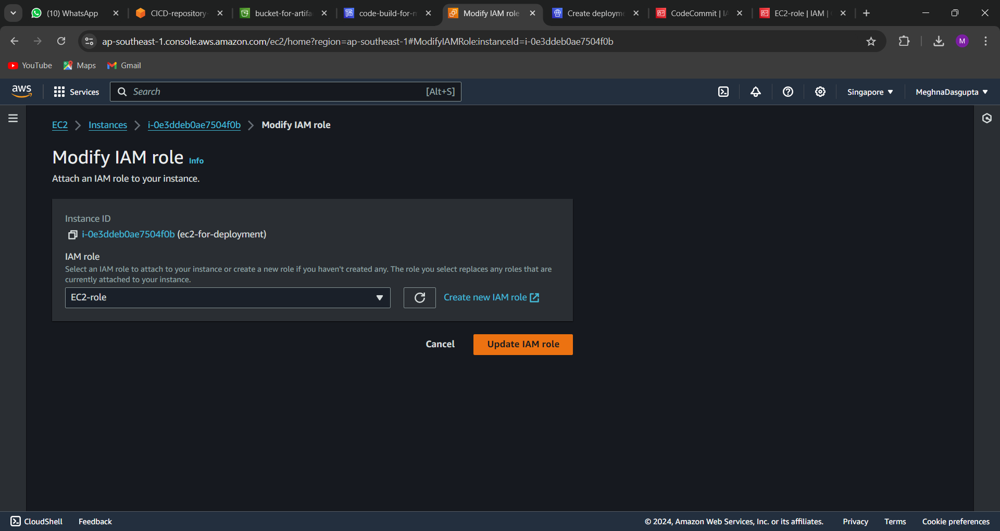 (10) WhatsApp
CICD-repository-
bucket-for-artifa
code-build-for-m
Modify IAM role
Create deployme
CodeCommit | IA
EC2-role | IAM |
ap-southeast-1.console.aws.amazon.com/ec2/home?region=ap-southeast-1#ModifyIAMRole:instanceId=i-0e3ddeb0ae7504f0b
M
YouTube
Maps
Gmail
aws
Services
Search
[Alt+S]
Singapore
MeghnaDasgupta
EC2
Instances
i-0e3ddeb0ae7504f0b
Modify IAM role
Modify IAM role Info
Attach an IAM role to your instance.
Instance ID
i-0e3ddeb0ae7504f0b (ec2-for-deployment)
IAM role
Select an IAM role to attach to your instance or create a new role if you haven't created any. The role you select replaces any roles that are
currently attached to your instance.
EC2-role
Create new IAM role
Cancel
Update IAM role
CloudShell
Feedback
© 2024, Amazon Web Services, Inc. or its affiliates.
Privacy
Terms
Cookie preferences